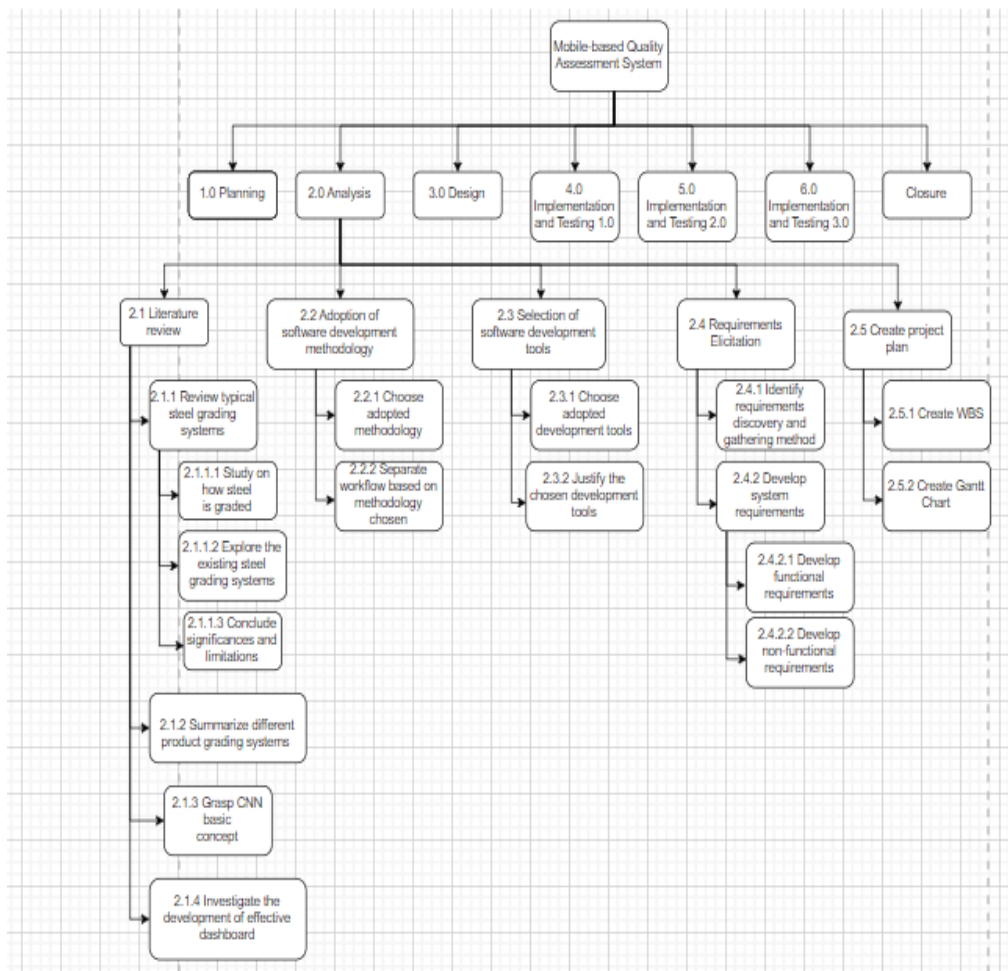 Mobile-based Quality
Assessment System
1.0 Planning
2.0 Analysis
3.0 Design
4.0
Implementation
and Testing 1.0
5.0
Implementation
and Testing 2.0
6.0
Implementation
and Testing 3.0
Closure
2.1 Literature
review
2.2 Adoption of
software development
methodology
2.3 Selection of
software development
tools
2.4 Requirements
Elicitation
2.5 Create project
plan
2.1.1 Review typical
steel grading
systems
2.1.1.1 Study on
how steel
is graded
2.1.1.2 Explore the
existing steel
grading systems
2.1.1.3 Conclude
significances and
limitations
2.1.2 Summarize different
product grading systems
2.1.3 Grasp CNN
basic
concept
2.1.4 Investigate the
development of effective
dashboard
2.2.1 Choose
adopted
methodology
2.2.2 Separate
workflow based on
methodology
chosen
2.3.1 Choose
adopted
development tools
2.3.2 Justify the
chosen development
tools
2.4.1 Identify
requirements
discovery and
gathering method
2.4.2 Develop
system
requirements
2.4.2.1 Develop
functional
requirements
2.4.2.2 Develop
non-functional
requirements
2.5.1 Create WBS
2.5.2 Create Gantt
Chart